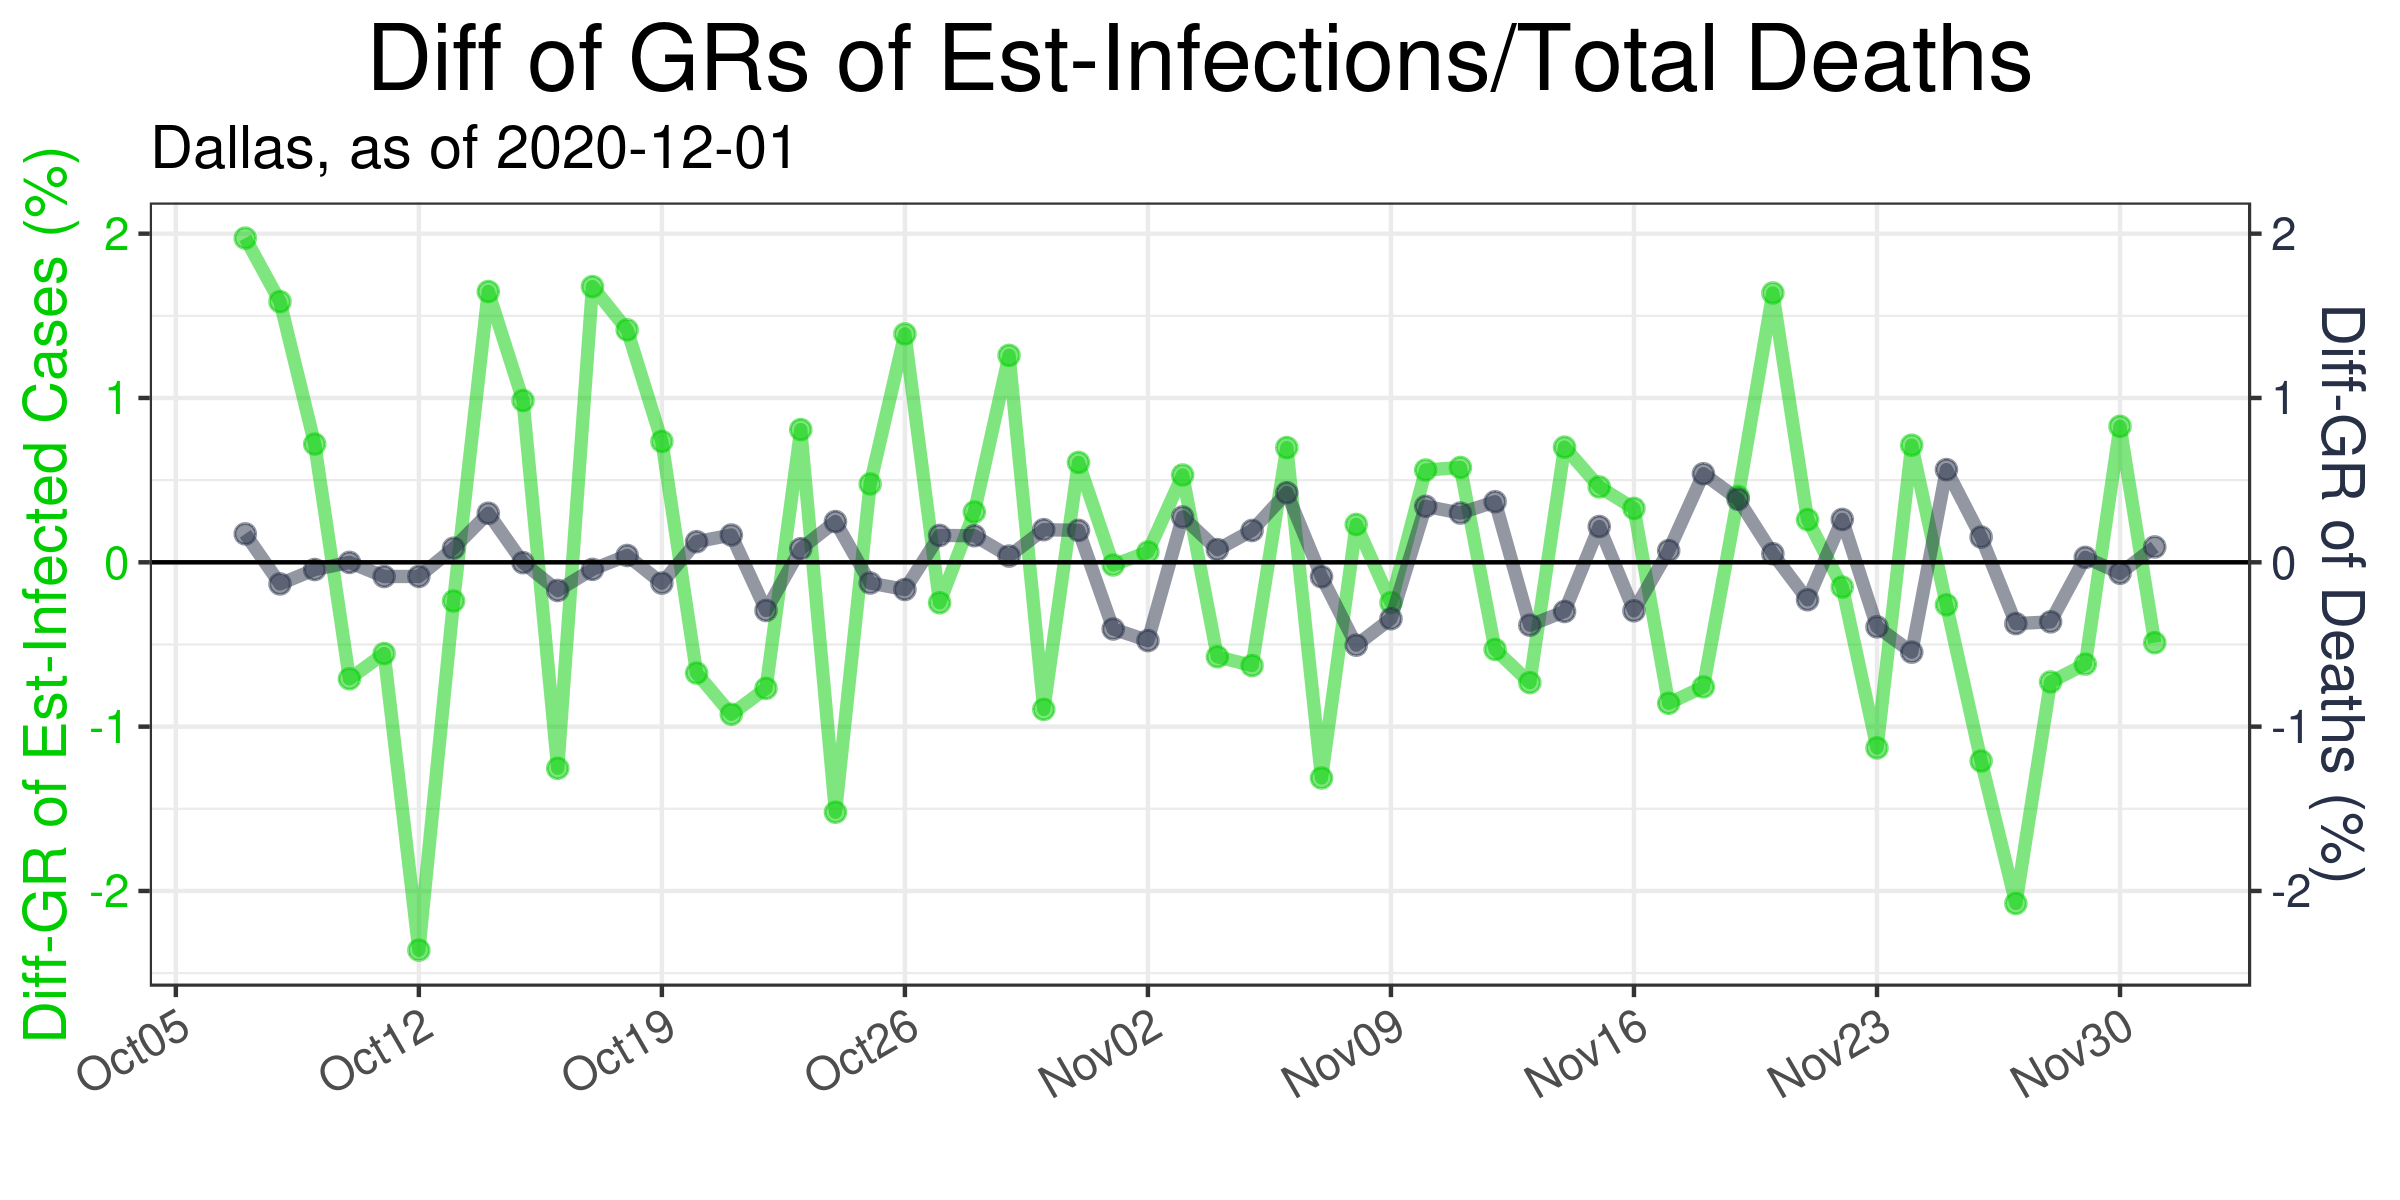 Diff of GRs of Est-Infections/Total Deaths
Dallas, as of 2020-12-01
Diff-GR of Est-Infected Cases (%)
2
1
0
-1
-2
2
1
0
-1
-2
Diff-GR of Deaths (%)
Oct05
Oct12
Oct19
Oct26
Nov02
Nov09
Nov16
Nov23
Nov30